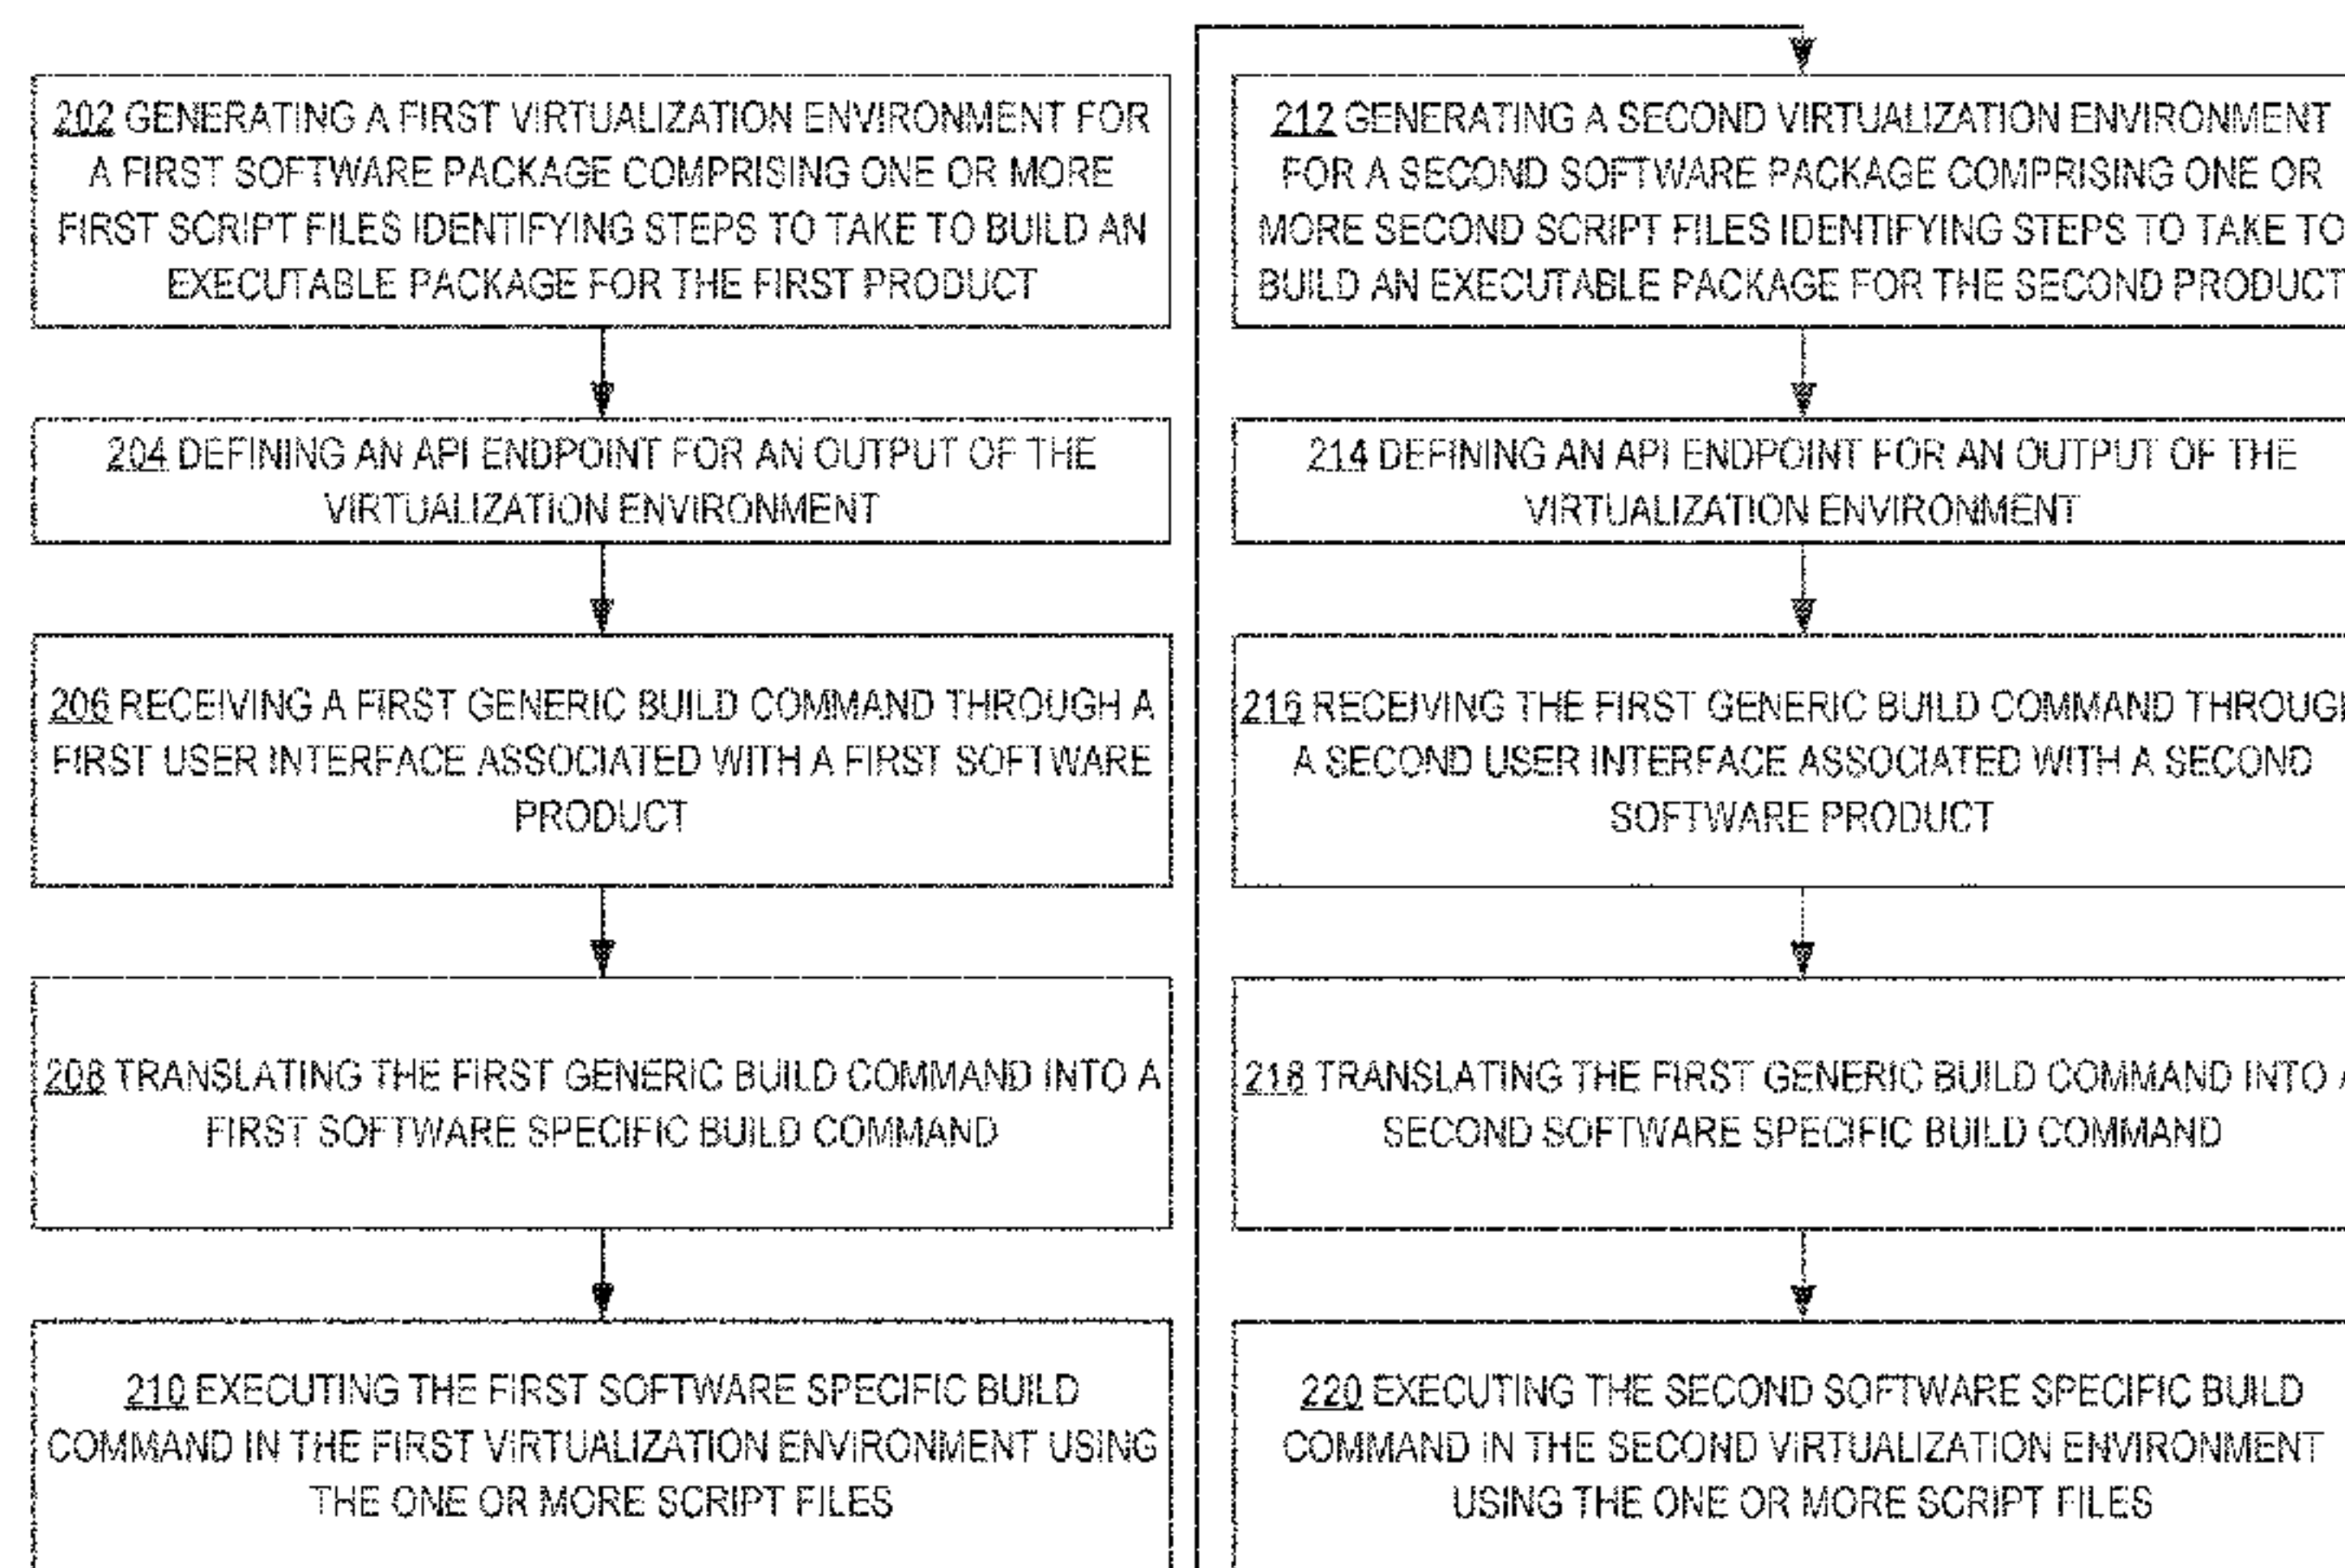 202 GENERATING A FIRST VIRTUALIZATION ENVIRONMENT FOR
A FIRST SOFTWARE PACKAGE COMPRISING ONE OR MORE
FIRST SCRIPT FILES IDENTIFYING STEPS TO TAKE TO BUILD AN
EXECUTABLE PACKAGE FOR THE FIRST PRODUCT
204 DEFINING AN API ENDPOINT FOR AN OUTPUT OF THE
VIRTUALIZATION ENVIRONMENT
206 RECEIVING A FIRST GENERIC BUILD COMMAND THROUGH A
FIRST USER INTERFACE ASSOCIATED WITH A FIRST SOFTWARE
PRODUCT
208 TRANSLATING THE FIRST GENERIC BUILD COMMAND INTO A
FIRST SOFTWARE SPECIFIC BUILD COMMAND
210 EXECUTING THE FIRST SOFTWARE SPECIFIC BUILD
COMMAND IN THE FIRST VIRTUALIZATION ENVIRONMENT USING
THE ONE OR MORE SCRIPT FILES
212 GENERATING A SECOND VIRTUALIZATION ENVIRONMENT
FOR A SECOND SOFTWARE PACKAGE COMPRISING ONE OR
MORE SECOND SCRIPT FILES IDENTIFYING STEPS TO TAKE TO
BUILD AN EXECUTABLE PACKAGE FOR THE SECOND PRODUCT
214 DEFINING AN API ENDPOINT FOR AN OUTPUT OF THE
VIRTUALIZATION ENVIRONMENT
216 RECEIVING THE FIRST GENERIC BUILD COMMAND THROUGH
A SECOND USER INTERFACE ASSOCIATED WITH A SECOND
SOFTWARE PRODUCT
218 TRANSLATING THE FIRST GENERIC BUILD COMMAND INTO A
SECOND SOFTWARE SPECIFIC BUILD COMMAND
220 EXECUTING THE SECOND SOFTWARE SPECIFIC BUILD
COMMAND IN THE SECOND VIRTUALIZATION ENVIRONMENT
USING THE ONE OR MORE SCRIPT FILES